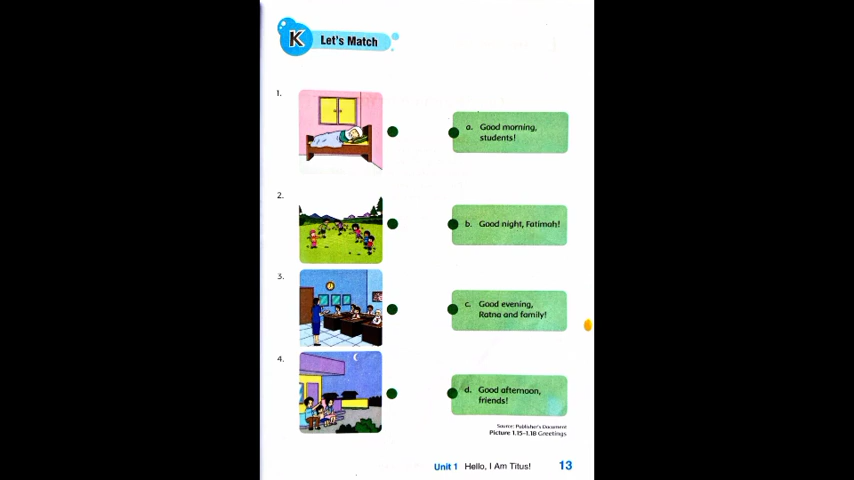 K
Let's Match
1.
a. Good morning,
students!
2.
b. Good night, Fatimah!
3.
c. Good evening,
Ratna and family!
4.
d. Good afternoon,
friends!
Source: Publisher's Document
Picture 1.15-1.18 Greetings
Unit 1 Hello, I Am Titus! 13